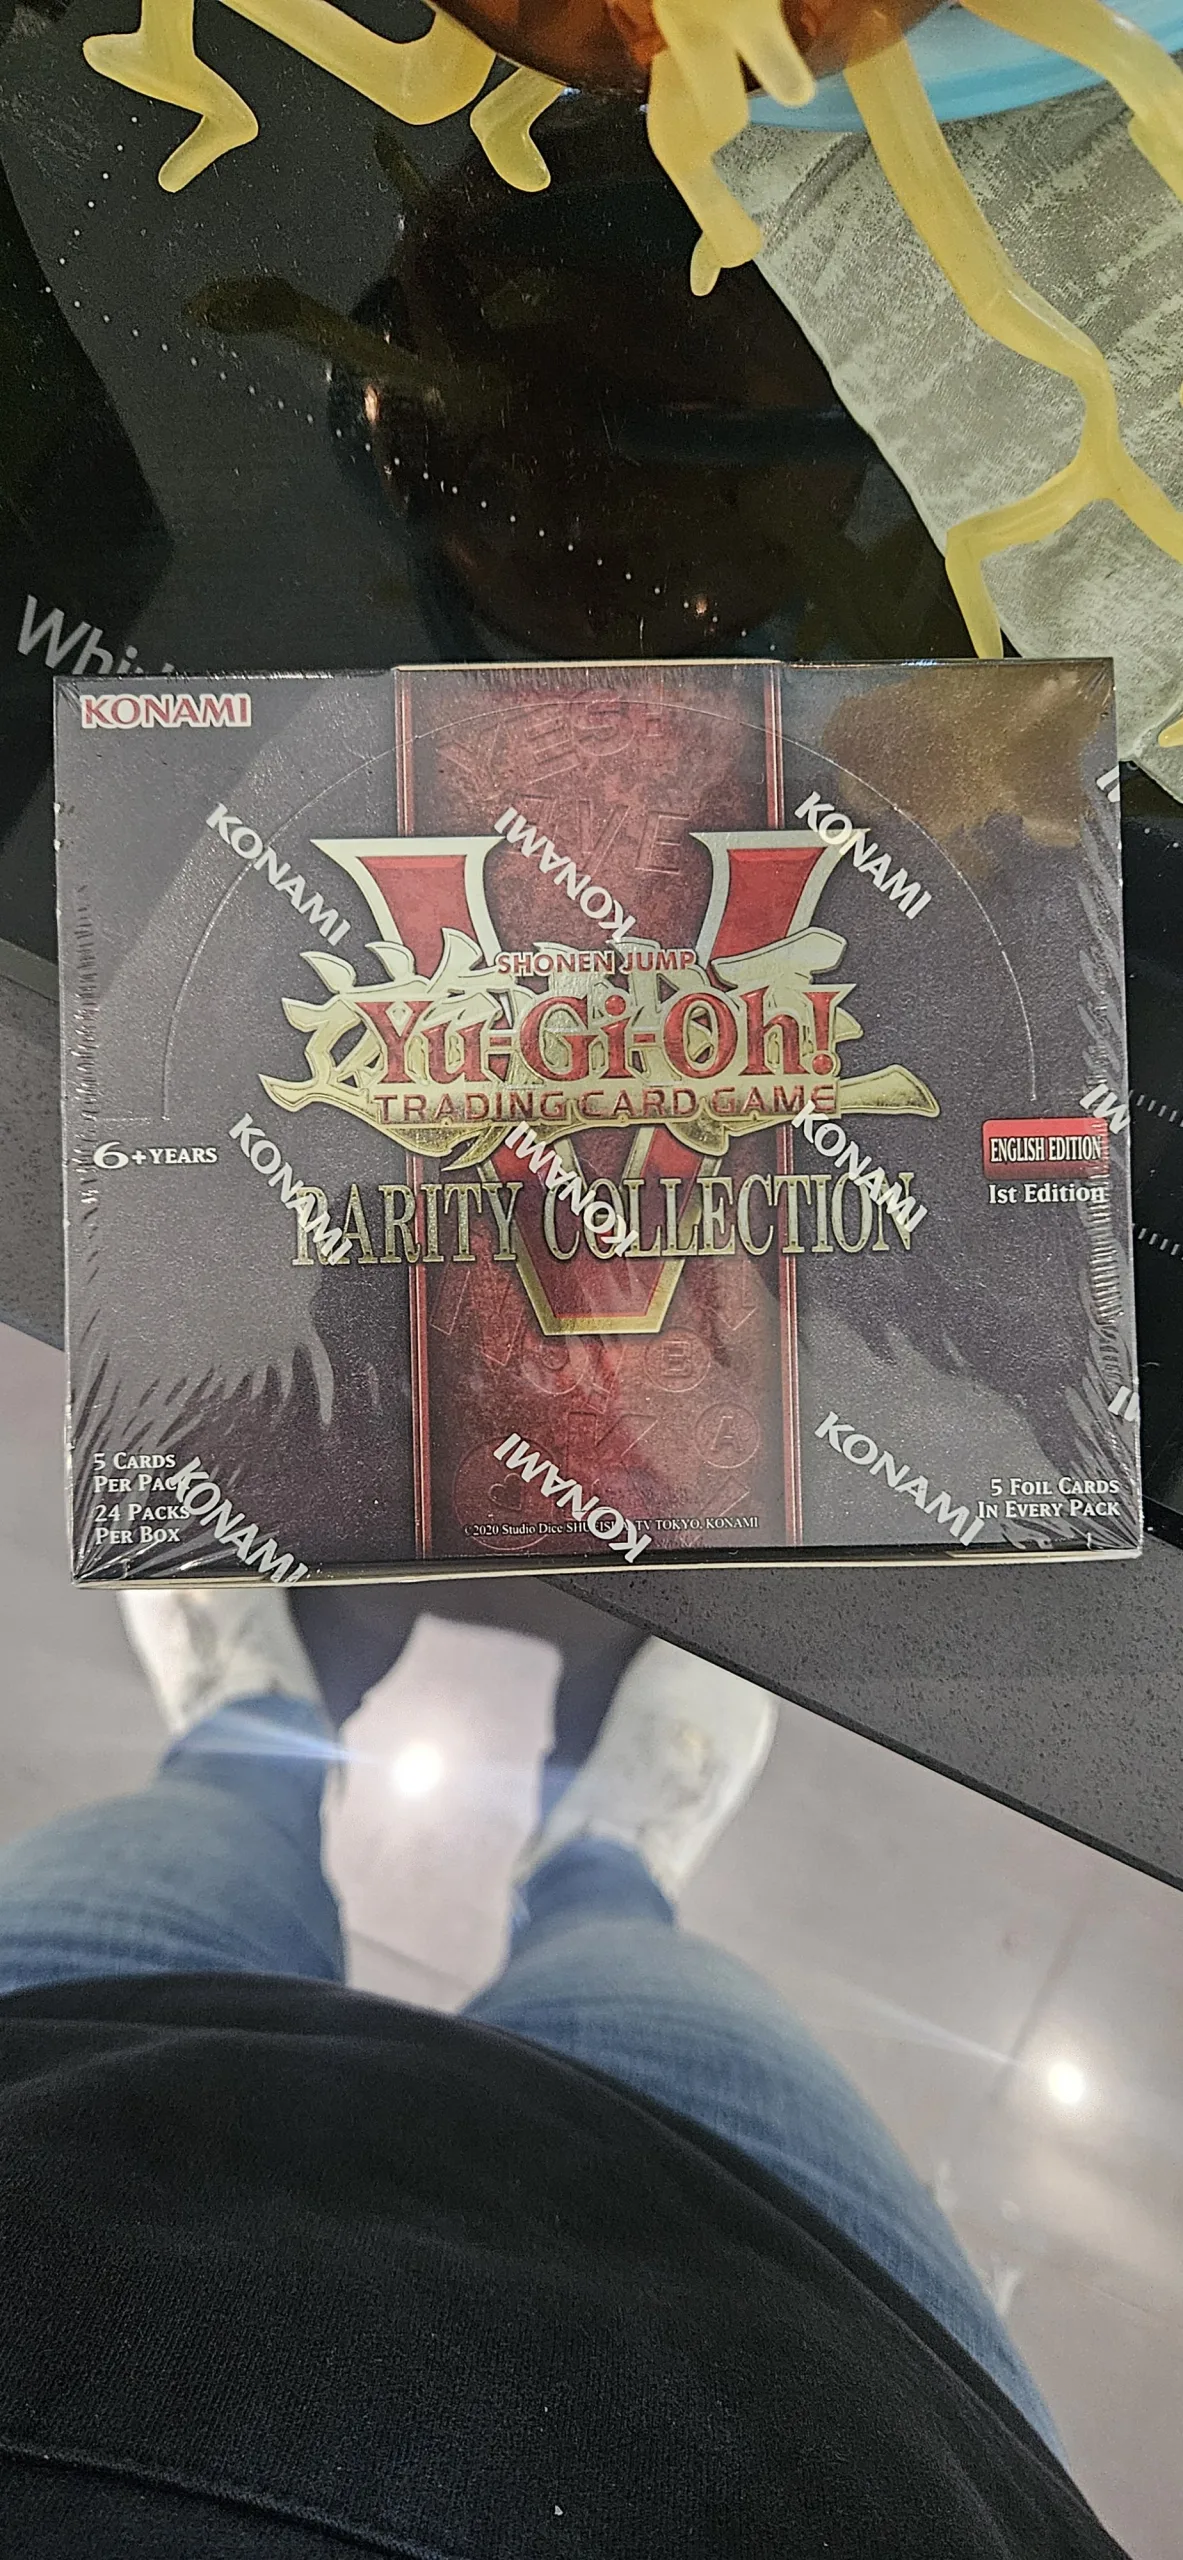 KONAMI
SHONEN JUMP
Yu-Gi-Oh!
TRADING CARD GAME
6+YEARS
ENGLISH EDITION
1st Edition
RARITY COLLECTION
V
5 CARDS
PER PACK
24 PACKS
PER BOX
5 FOIL CARDS
IN EVERY PACK
©2020 Studio Dice TV TOKYO, KONAMI
KONAMI
KONAMI
KONAMI
KONAMI
KONAMI
KONAMI
KONAMI
KONAMI
KONAMI
B
A